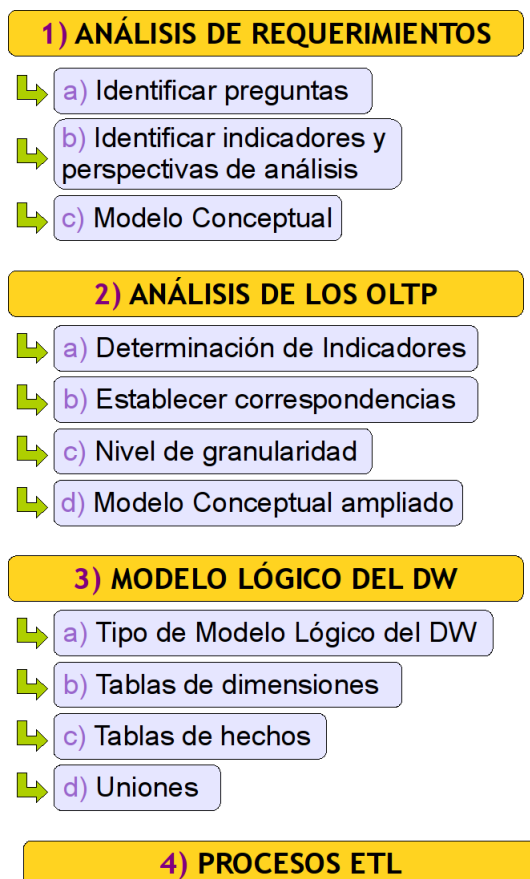 1) ANÁLISIS DE REQUERIMIENTOS
a) Identificar preguntas
b) Identificar indicadores y
perspectivas de análisis
c) Modelo Conceptual
2) ANÁLISIS DE LOS OLTP
a) Determinación de Indicadores
b) Establecer correspondencias
c) Nivel de granularidad
d) Modelo Conceptual ampliado
3) MODELO LÓGICO DEL DW
a) Tipo de Modelo Lógico del DW
b) Tablas de dimensiones
c) Tablas de hechos
d) Uniones
4) PROCESOS ETL